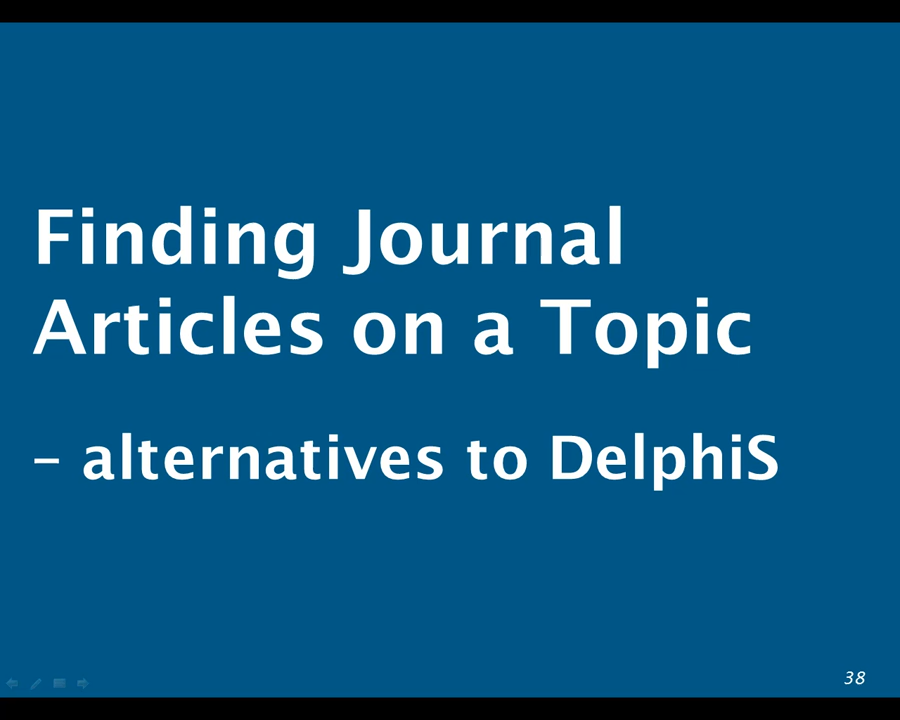 Finding Journal
Articles on a Topic
– alternatives to DelphiS
38